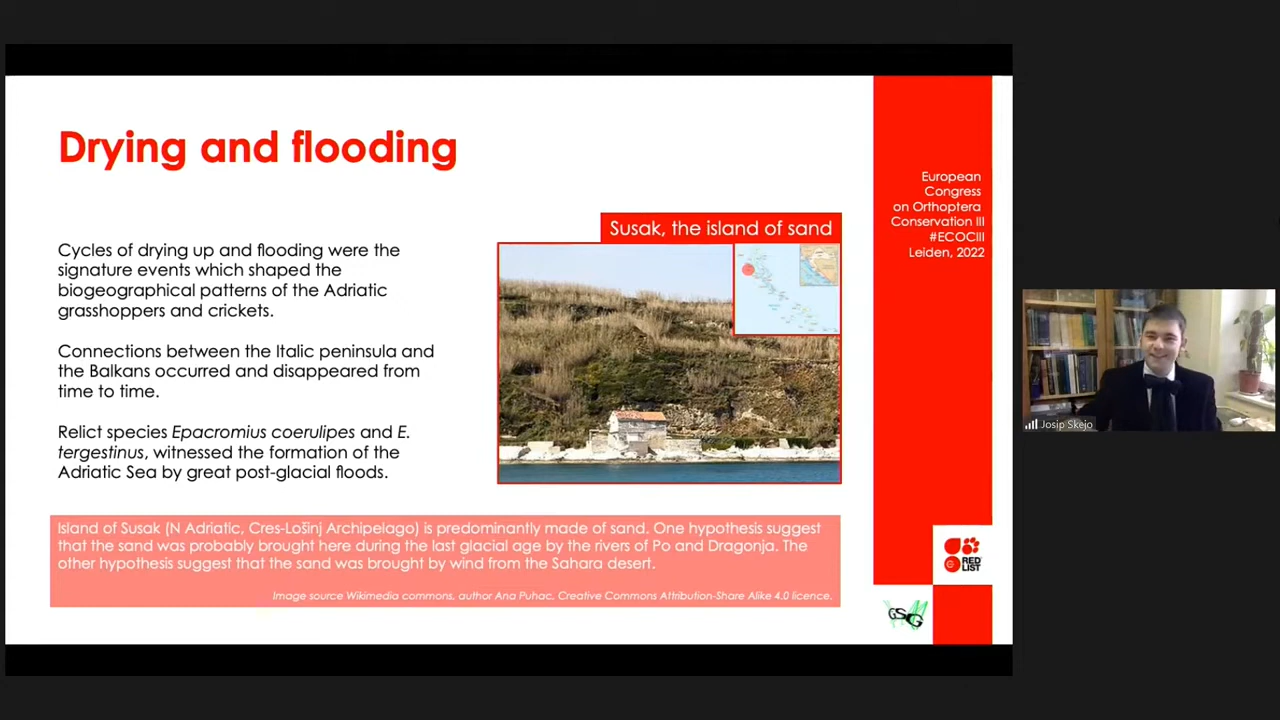 Drying and flooding
Cycles of drying up and flooding were the
signature events which shaped the
biogeographical patterns of the Adriatic
grasshoppers and crickets.
Connections between the Italic peninsula and
the Balkans occurred and disappeared from
time to time.
Relict species Epacromius coerulipes and E.
tergestinus, witnessed the formation of the
Adriatic Sea by great post-glacial floods.
Susak, the island of sand
Island of Susak (N Adriatic, Cres-Lošinj Archipelago) is predominantly made of sand. One hypothesis suggest
that the sand was probably brought here during the last glacial age by the rivers of Po and Dragonja. The
other hypothesis suggest that the sand was brought by wind from the Sahara desert.
Image source Wikimedia commons, author Ana Puhac, Creative Commons Attribution-Share Alike 4.0 licence.
European
Congress
on Orthoptera
Conservation III
#ECOCIII
Leiden, 2022
RED
LIST
GSG
Josip Skejo